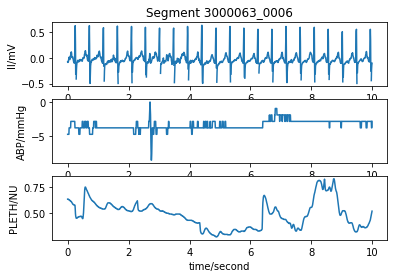 Segment 3000063_0006
II/mV
0.5
0.0
−0.5
0 2 4 6 8 10
ABP/mmHg
0
−5
0 2 4 6 8 10
PLETH/NU
0.75
0.50
0 2 4 6 8 10
time/second